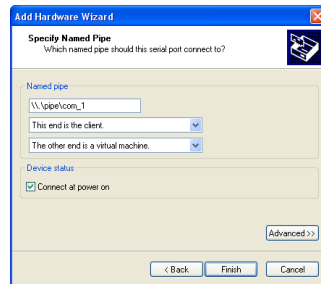 Add Hardware Wizard
Specify Named Pipe
Which named pipe should this serial port connect to?
Named pipe
\\.\pipe\com_1
This end is the client.
The other end is a virtual machine.
Device status
Connect at power on
Advanced >>
< Back Finish Cancel